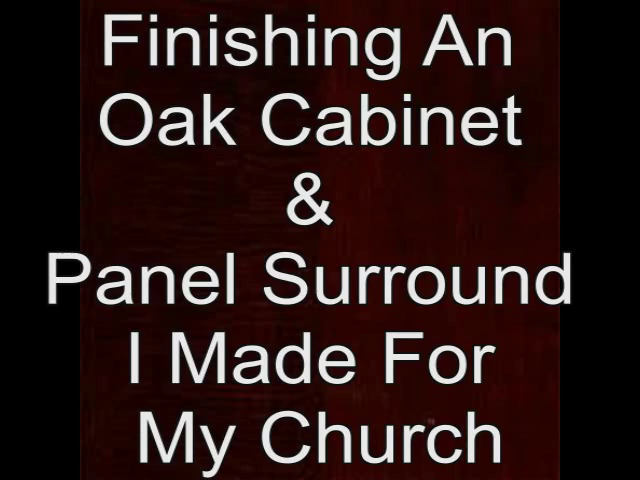 Finishing An
Oak Cabinet
&
Panel Surround
I Made For
My Church